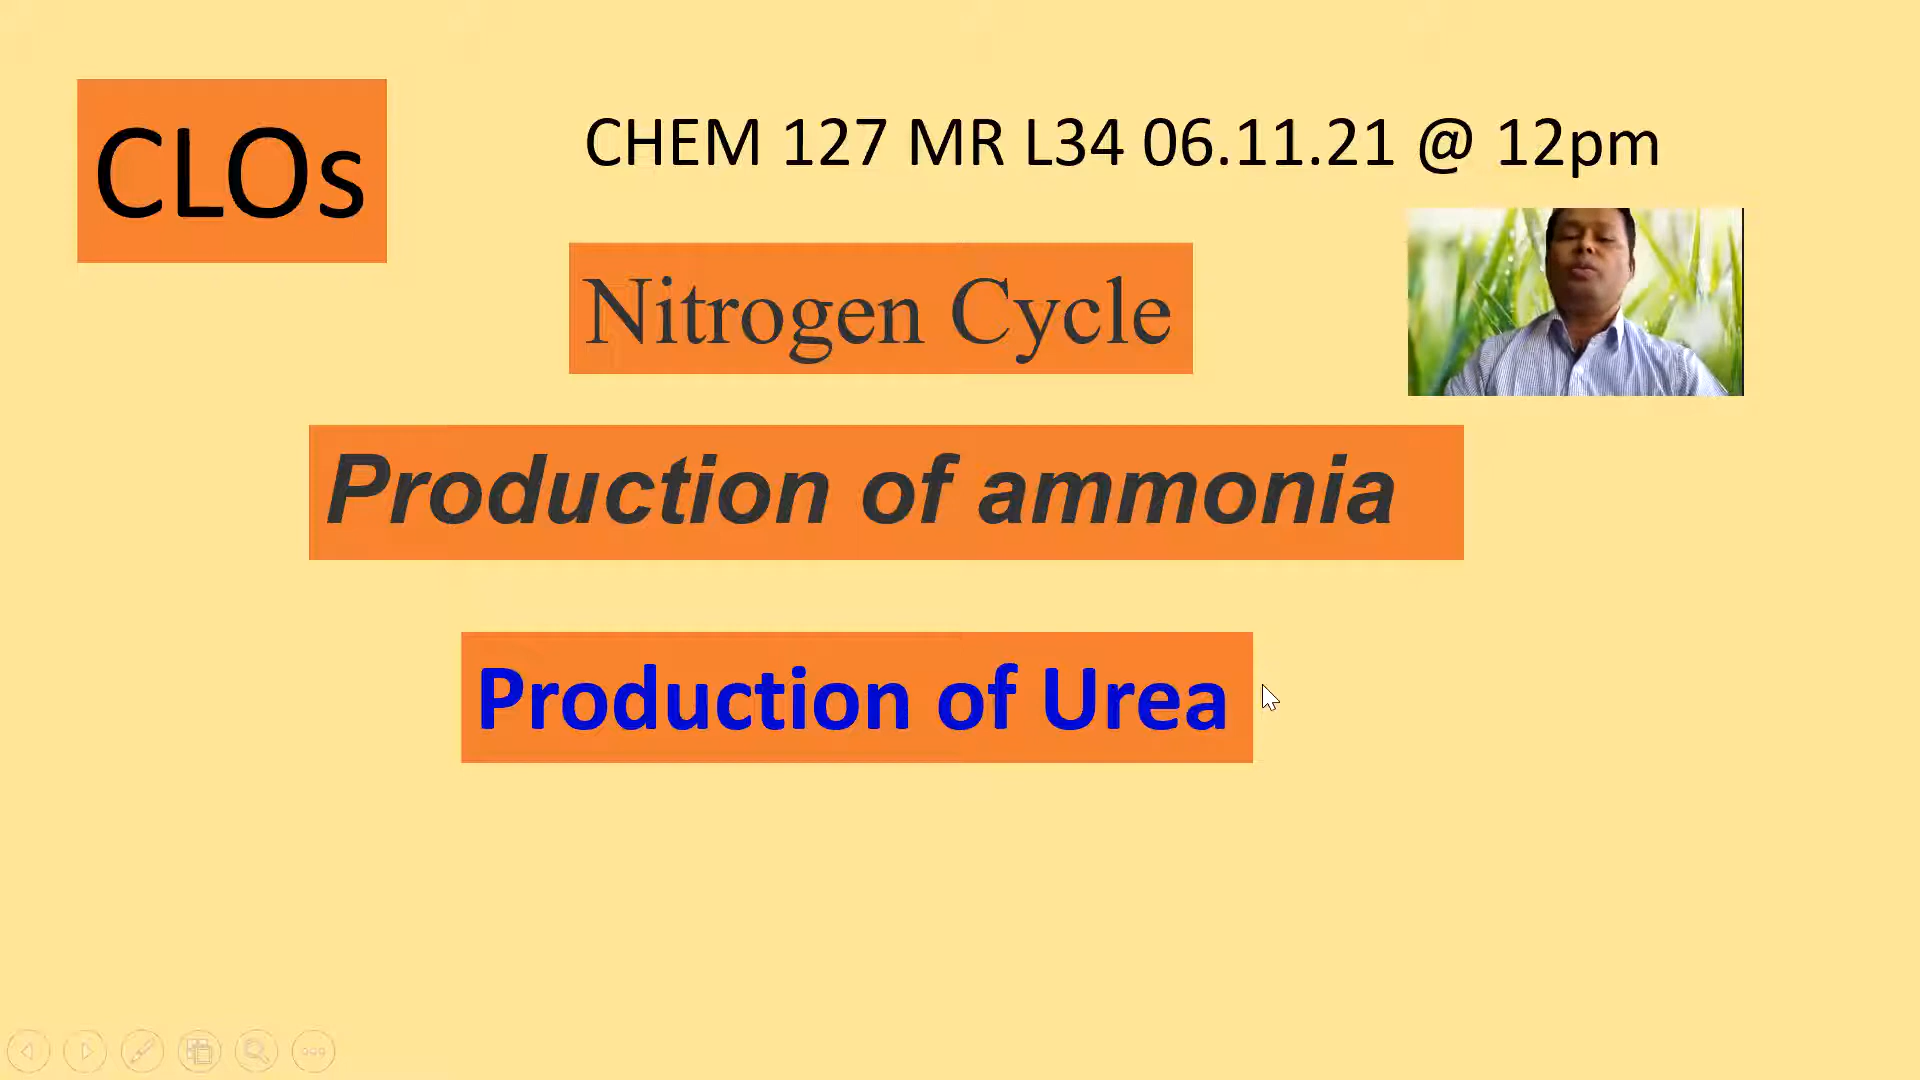 CLOs
CHEM 127 MR L34 06.11.21 @ 12pm
Nitrogen Cycle
Production of ammonia
Production of Urea